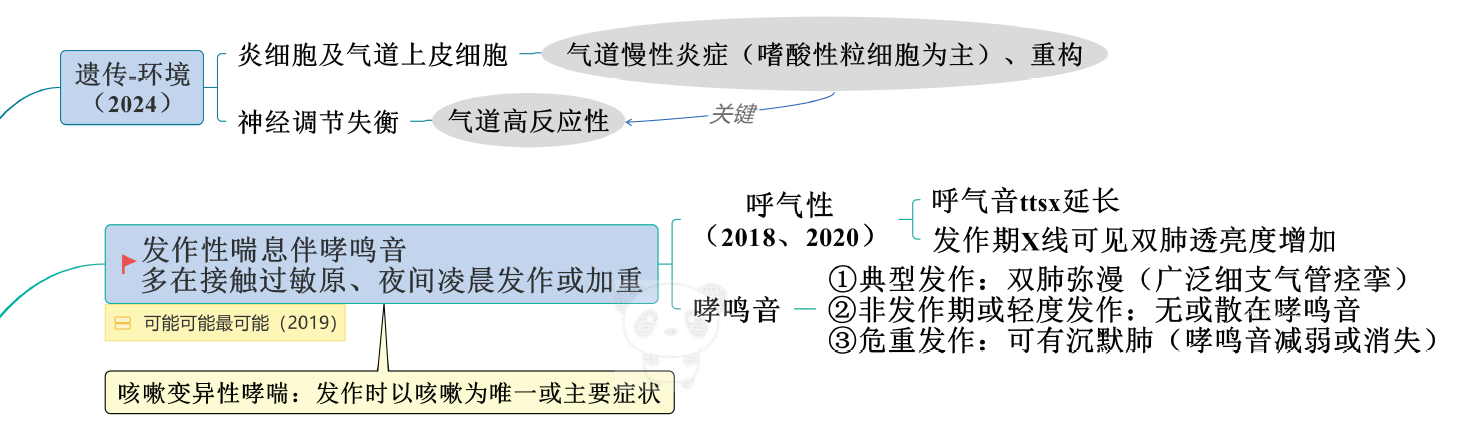 遗传-环境
（2024）
炎细胞及气道上皮细胞
气道慢性炎症（嗜酸性粒细胞为主）、重构
神经调节失衡
气道高反应性
关键
发作性喘息伴哮鸣音
多在接触过敏原、夜间凌晨发作或加重
可能可能最可能（2019）
咳嗽变异性哮喘：发作时以咳嗽为唯一或主要症状
呼气性
（2018、2020）
呼气音ttsx延长
发作期X线可见双肺透亮度增加
哮鸣音
①典型发作：双肺弥漫（广泛细支气管痉挛）
②非发作期或轻度发作：无或散在哮鸣音
③危重发作：可有沉默肺（哮鸣音减弱或消失）